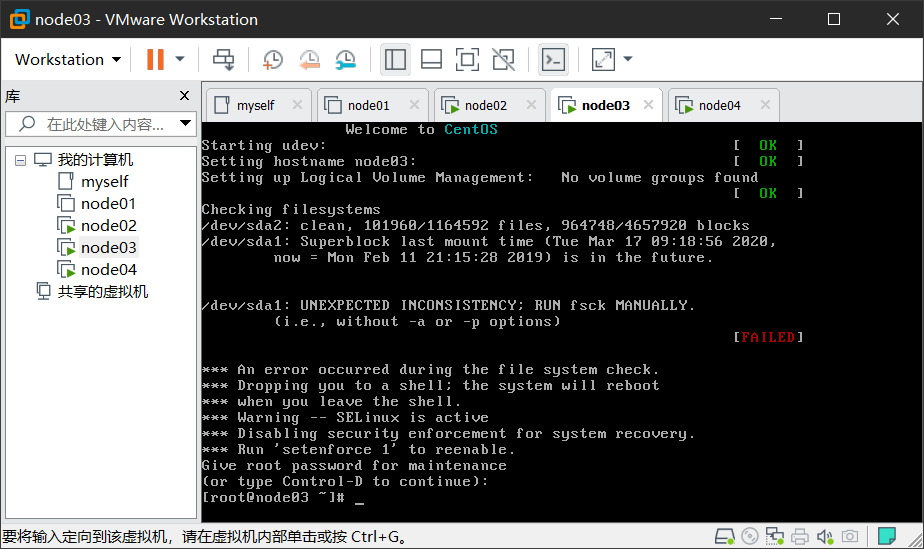 node03 - VMware Workstation
Workstation
库
myself
node01
node02
node03
node04
在此处键入内容...
我的计算机
myself
node01
node02
node03
node04
共享的虚拟机
Welcome to CentOS
Starting udev: [ OK ]
Setting hostname node03: [ OK ]
Setting up Logical Volume Management: No volume groups found
[ OK ]
Checking filesystems
/dev/sda2: clean, 101960/1164592 files, 964748/4657920 blocks
/dev/sda1: Superblock last mount time (Tue Mar 17 09:18:56 2020,
now = Mon Feb 11 21:15:28 2019) is in the future.
/dev/sda1: UNEXPECTED INCONSISTENCY; RUN fsck MANUALLY.
(i.e., without -a or -p options)
[FAILED]
*** An error occurred during the file system check.
*** Dropping you to a shell; the system will reboot
*** when you leave the shell.
*** Warning -- SELinux is active
*** Disabling security enforcement for system recovery.
*** Run 'setenforce 1' to reenable.
Give root password for maintenance
(or type Control-D to continue):
[root@node03 ~]# _
要将输入定向到该虚拟机，请在虚拟机内部单击或按 Ctrl+G。